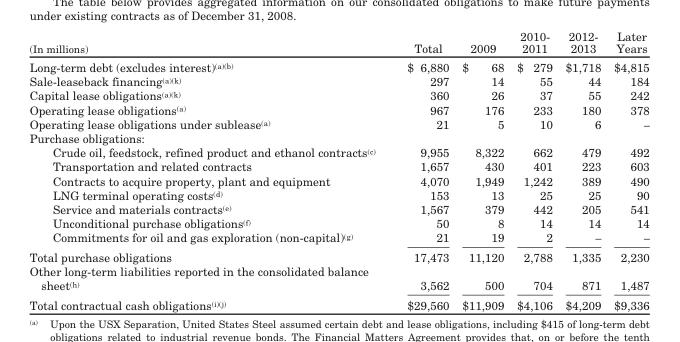 The table below provides aggregated information on our consolidated obligations to make future payments
under existing contracts as of December 31, 2008.
(In millions) Total 2009 2010-2011 2012-2013 Later Years
Long-term debt (excludes interest)(a)(b) $ 6,880 $ 68 $ 279 $1,718 $4,815
Sale-leaseback financing(a)(k) 297 14 55 44 184
Capital lease obligations(a)(k) 360 26 37 55 242
Operating lease obligations(a) 967 176 233 180 378
Operating lease obligations under sublease(a) 21 5 10 6 –
Purchase obligations:
Crude oil, feedstock, refined product and ethanol contracts(c) 9,955 8,322 662 479 492
Transportation and related contracts 1,657 430 401 223 603
Contracts to acquire property, plant and equipment 4,070 1,949 1,242 389 490
LNG terminal operating costs(d) 153 13 25 25 90
Service and materials contracts(e) 1,567 379 442 205 541
Unconditional purchase obligations(f) 50 8 14 14 14
Commitments for oil and gas exploration (non-capital)(g) 21 19 2 – –
Total purchase obligations 17,473 11,120 2,788 1,335 2,230
Other long-term liabilities reported in the consolidated balance
sheet(h) 3,562 500 704 871 1,487
Total contractual cash obligations(i)(j) $29,560 $11,909 $4,106 $4,209 $9,336
(a) Upon the USX Separation, United States Steel assumed certain debt and lease obligations, including $415 of long-term debt
obligations related to industrial revenue bonds. The Financial Matters Agreement provides that, on or before the tenth